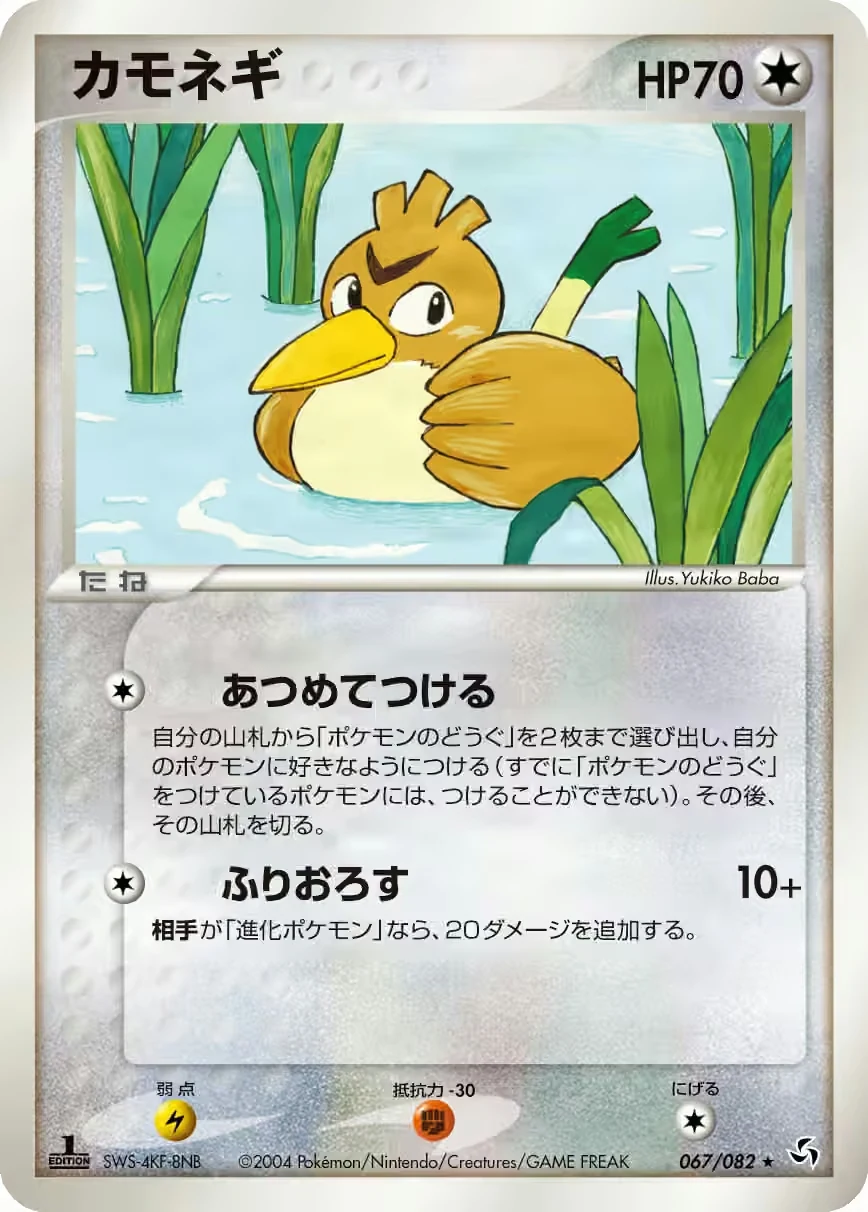 カモネギ
HP70
たね
Illus.Yukiko Baba
あつめてつける
自分の山札から「ポケモンのどうぐ」を2枚まで選び出し、自分
のポケモンに好きなようにつける(すでに「ポケモンのどうぐ」
をつけているポケモンには、つけることができない)。その後、
その山札を切る。
ふりおろす 10+
相手が「進化ポケモン」なら、20ダメージを追加する。
弱点 抵抗力 -30 にげる
1 EDITION SWS-4KF-8NB ©2004 Pokémon/Nintendo/Creatures/GAME FREAK 067/082 ★